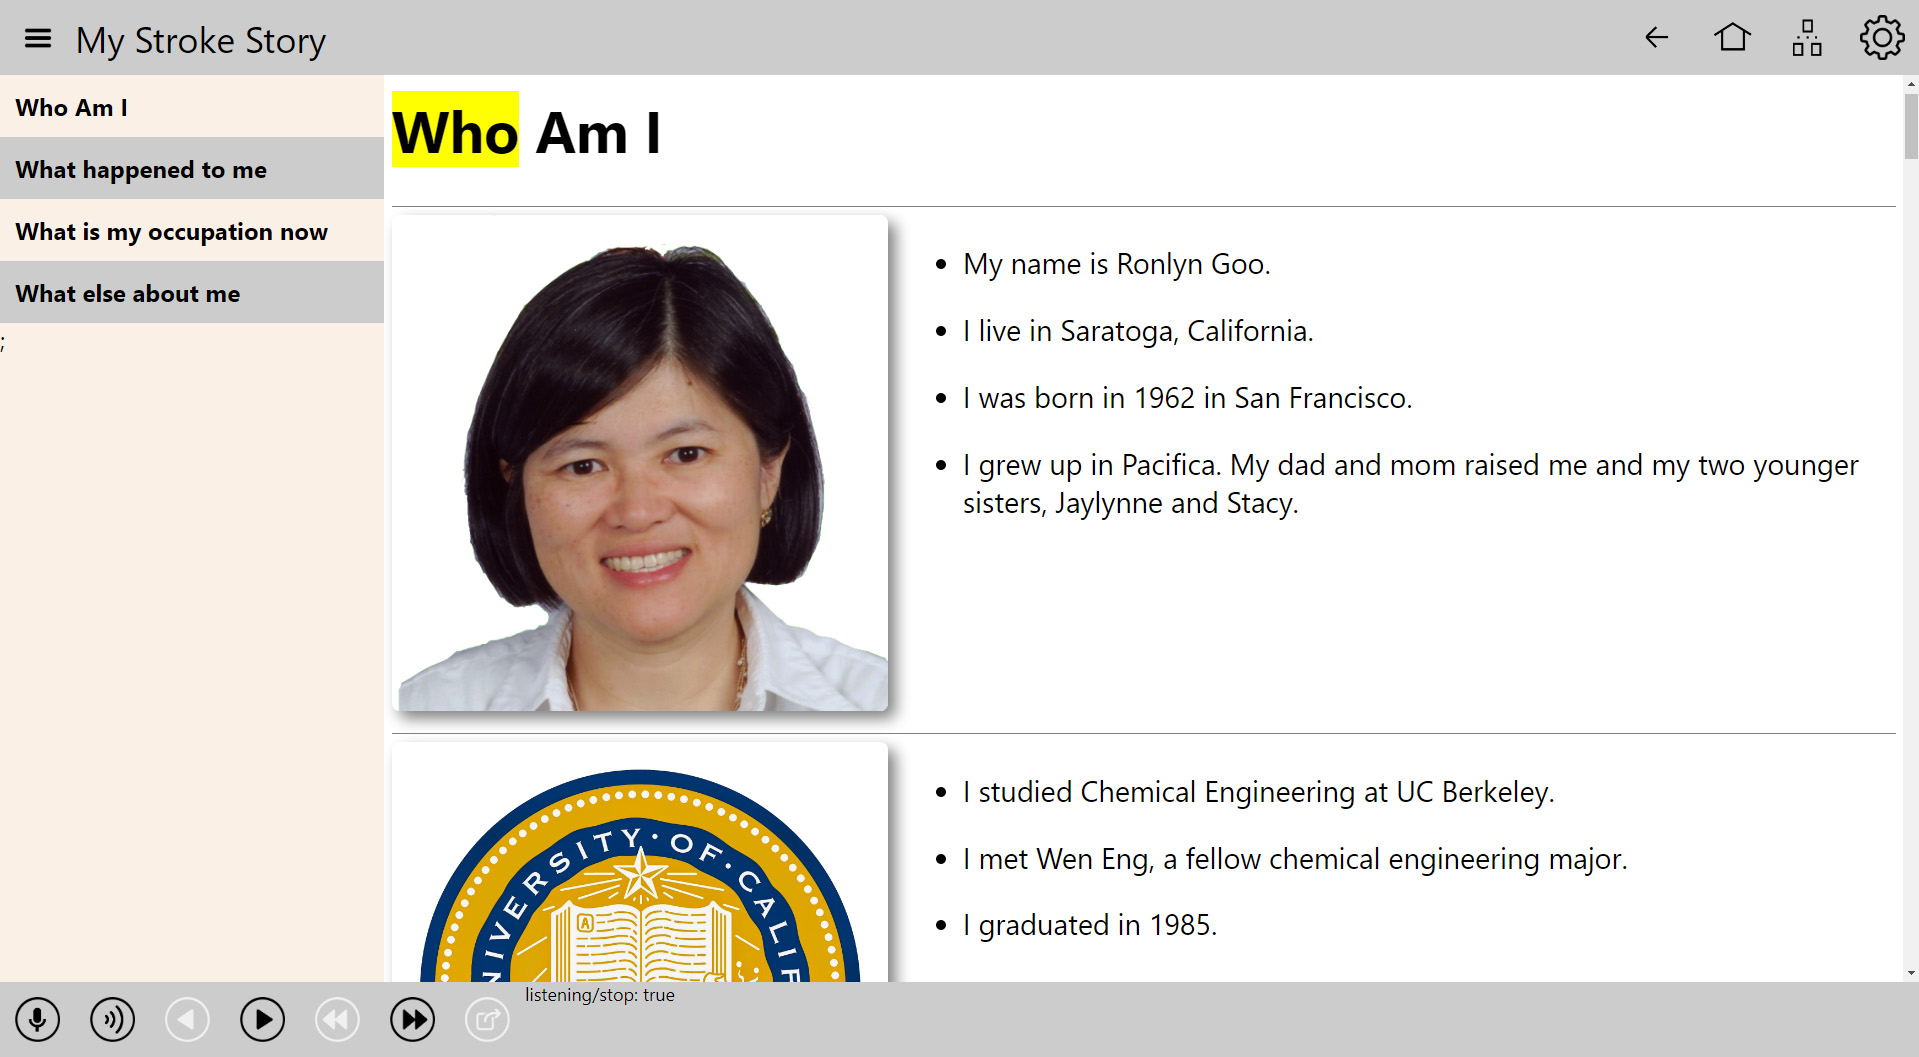 My Stroke Story
Who Am I
What happened to me
What is my occupation now
What else about me
;
Who Am I
• My name is Ronlyn Goo.
• I live in Saratoga, California.
• I was born in 1962 in San Francisco.
• I grew up in Pacifica. My dad and mom raised me and my two younger
sisters, Jaylynne and Stacy.
UNIVERSITY·OF·CALIF
A
• I studied Chemical Engineering at UC Berkeley.
• I met Wen Eng, a fellow chemical engineering major.
• I graduated in 1985.
listening/stop: true